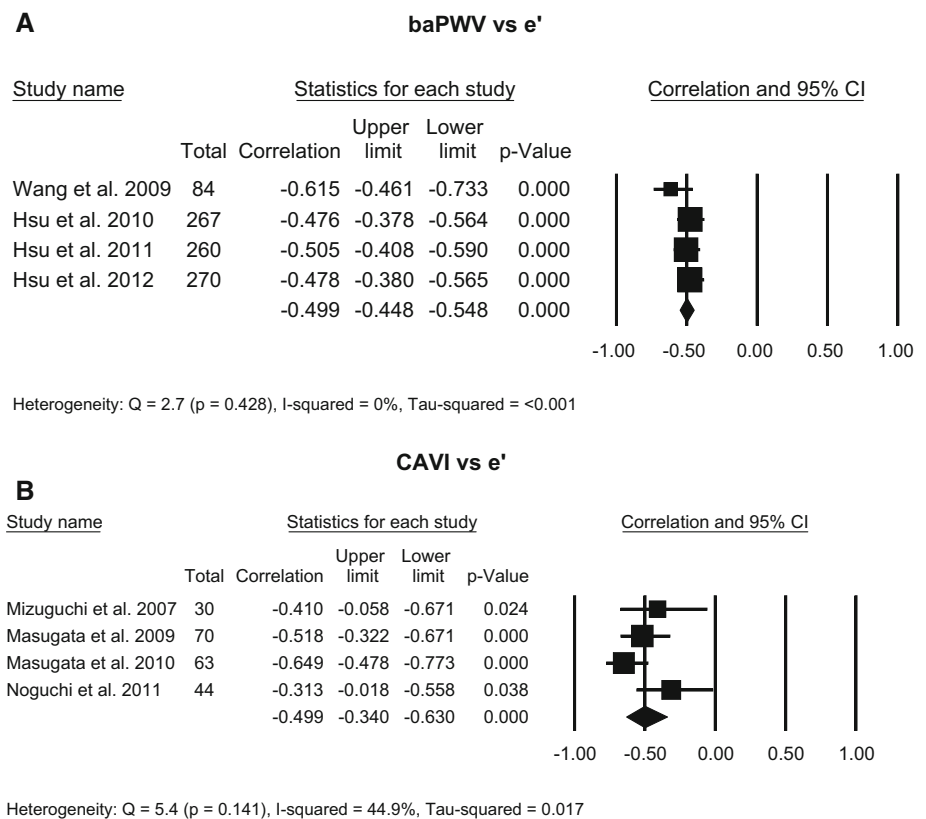 A
baPWV vs e'
Study name Statistics for each study Correlation and 95% CI
Upper Lower
Total Correlation limit limit p-Value
Wang et al. 2009 84 -0.615 -0.461 -0.733 0.000
Hsu et al. 2010 267 -0.476 -0.378 -0.564 0.000
Hsu et al. 2011 260 -0.505 -0.408 -0.590 0.000
Hsu et al. 2012 270 -0.478 -0.380 -0.565 0.000
-0.499 -0.448 -0.548 0.000
-1.00 -0.50 0.00 0.50 1.00
Heterogeneity: Q = 2.7 (p = 0.428), I-squared = 0%, Tau-squared = <0.001
CAVI vs e'
B
Study name Statistics for each study Correlation and 95% CI
Upper Lower
Total Correlation limit limit p-Value
Mizuguchi et al. 2007 30 -0.410 -0.058 -0.671 0.024
Masugata et al. 2009 70 -0.518 -0.322 -0.671 0.000
Masugata et al. 2010 63 -0.649 -0.478 -0.773 0.000
Noguchi et al. 2011 44 -0.313 -0.018 -0.558 0.038
-0.499 -0.340 -0.630 0.000
-1.00 -0.50 0.00 0.50 1.00
Heterogeneity: Q = 5.4 (p = 0.141), I-squared = 44.9%, Tau-squared = 0.017